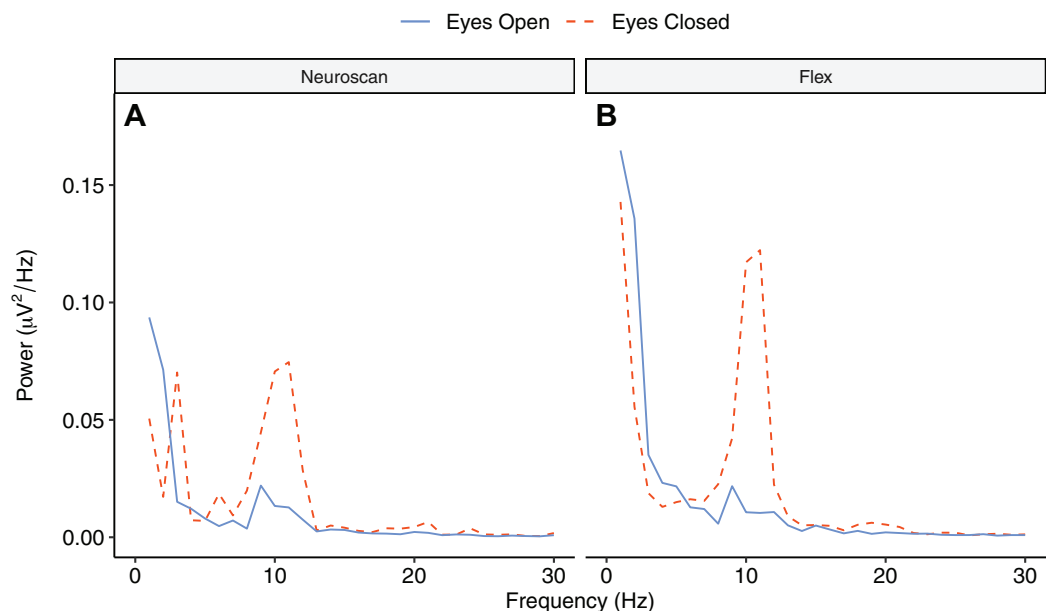 Eyes Open Eyes Closed
Neuroscan Flex
A B
0.15
0.10
0.05
0.00
Power (μV²/Hz)
0 10 20 30 0 10 20 30
Frequency (Hz)